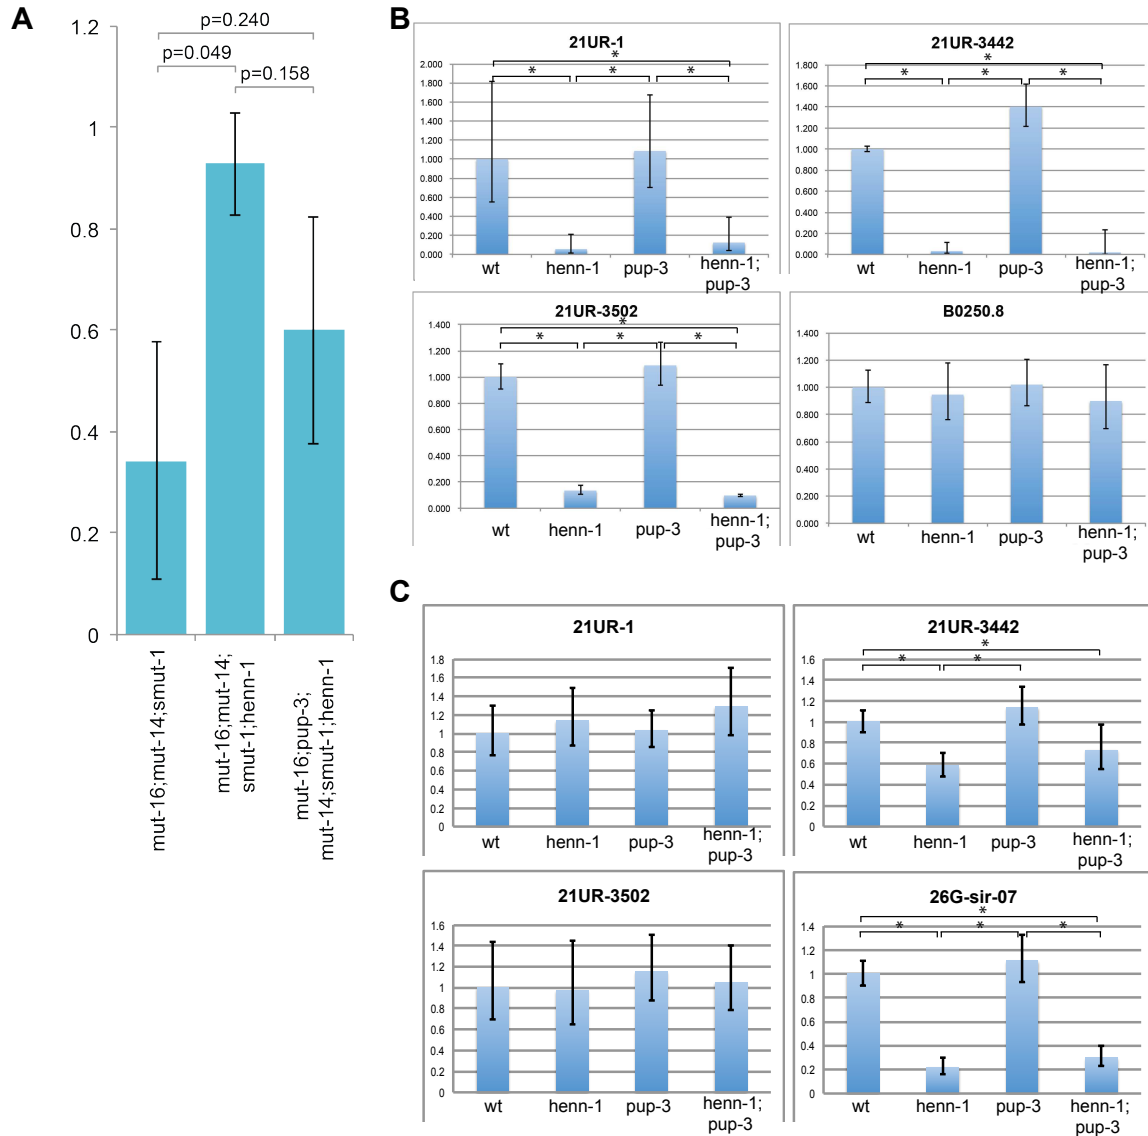 A
1.2
1
0.8
0.6
0.4
0.2
0
p=0.240
p=0.049
p=0.158
mut-16;mut-14;smut-1
mut-16;mut-14;
smut-1;henn-1
mut-16;pup-3;
mut-14;smut-1;henn-1
B
21UR-1
2.000
1.800
1.600
1.400
1.200
1.000
0.800
0.600
0.400
0.200
0.000
*
* * *
wt henn-1 pup-3 henn-1;
pup-3
21UR-3442
1.800
1.600
1.400
1.200
1.000
0.800
0.600
0.400
0.200
0.000
*
* * *
wt henn-1 pup-3 henn-1;
pup-3
21UR-3502
1.400
1.200
1.000
0.800
0.600
0.400
0.200
0.000
*
* * *
wt henn-1 pup-3 henn-1;
pup-3
B0250.8
1.400
1.200
1.000
0.800
0.600
0.400
0.200
0.000
wt henn-1 pup-3 henn-1;
pup-3
C
21UR-1
1.8
1.6
1.4
1.2
1
0.8
0.6
0.4
0.2
0
wt henn-1 pup-3 henn-1;
pup-3
21UR-3442
1.6
1.4
1.2
1
0.8
0.6
0.4
0.2
0
*
* *
wt henn-1 pup-3 henn-1;
pup-3
21UR-3502
1.6
1.4
1.2
1
0.8
0.6
0.4
0.2
0
wt henn-1 pup-3 henn-1;
pup-3
26G-sir-07
1.4
1.2
1
0.8
0.6
0.4
0.2
0
*
* * *
wt henn-1 pup-3 henn-1;
pup-3